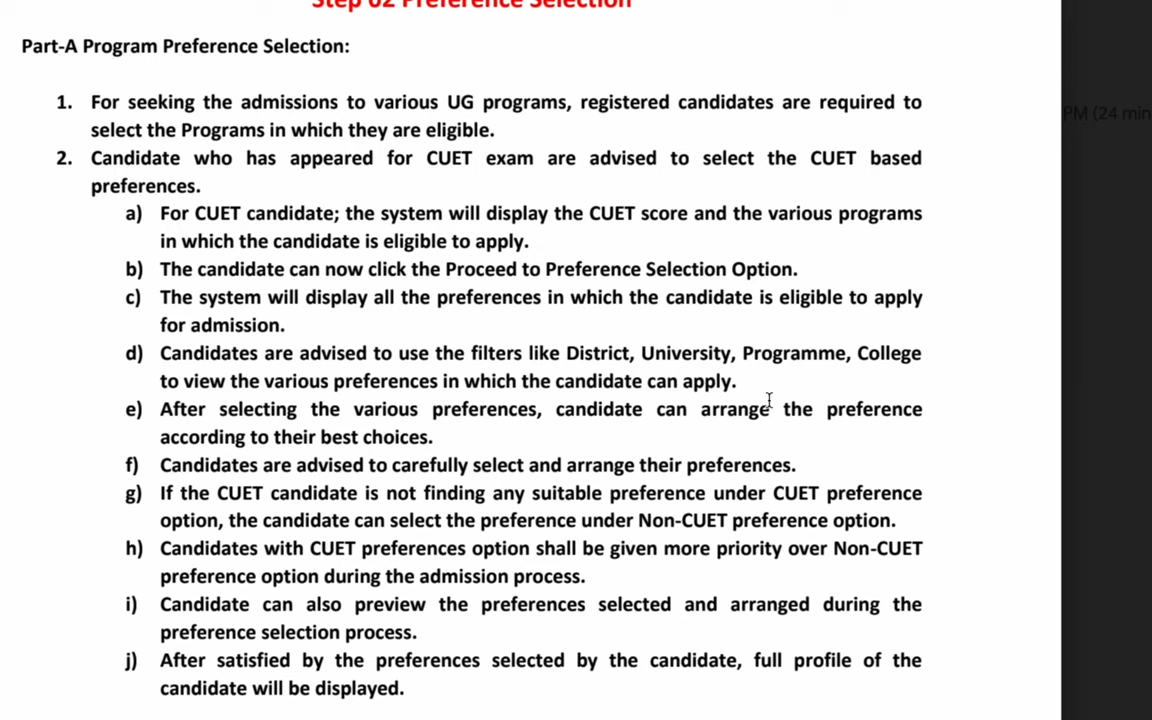 Step 02 Preference Selection
Part-A Program Preference Selection:
PM (24 min
1. For seeking the admissions to various UG programs, registered candidates are required to
select the Programs in which they are eligible.
2. Candidate who has appeared for CUET exam are advised to select the CUET based
preferences.
a) For CUET candidate; the system will display the CUET score and the various programs
in which the candidate is eligible to apply.
b) The candidate can now click the Proceed to Preference Selection Option.
c) The system will display all the preferences in which the candidate is eligible to apply
for admission.
d) Candidates are advised to use the filters like District, University, Programme, College
to view the various preferences in which the candidate can apply.
e) After selecting the various preferences, candidate can arrange the preference
according to their best choices.
f) Candidates are advised to carefully select and arrange their preferences.
g) If the CUET candidate is not finding any suitable preference under CUET preference
option, the candidate can select the preference under Non-CUET preference option.
h) Candidates with CUET preferences option shall be given more priority over Non-CUET
preference option during the admission process.
i) Candidate can also preview the preferences selected and arranged during the
preference selection process.
j) After satisfied by the preferences selected by the candidate, full profile of the
candidate will be displayed.